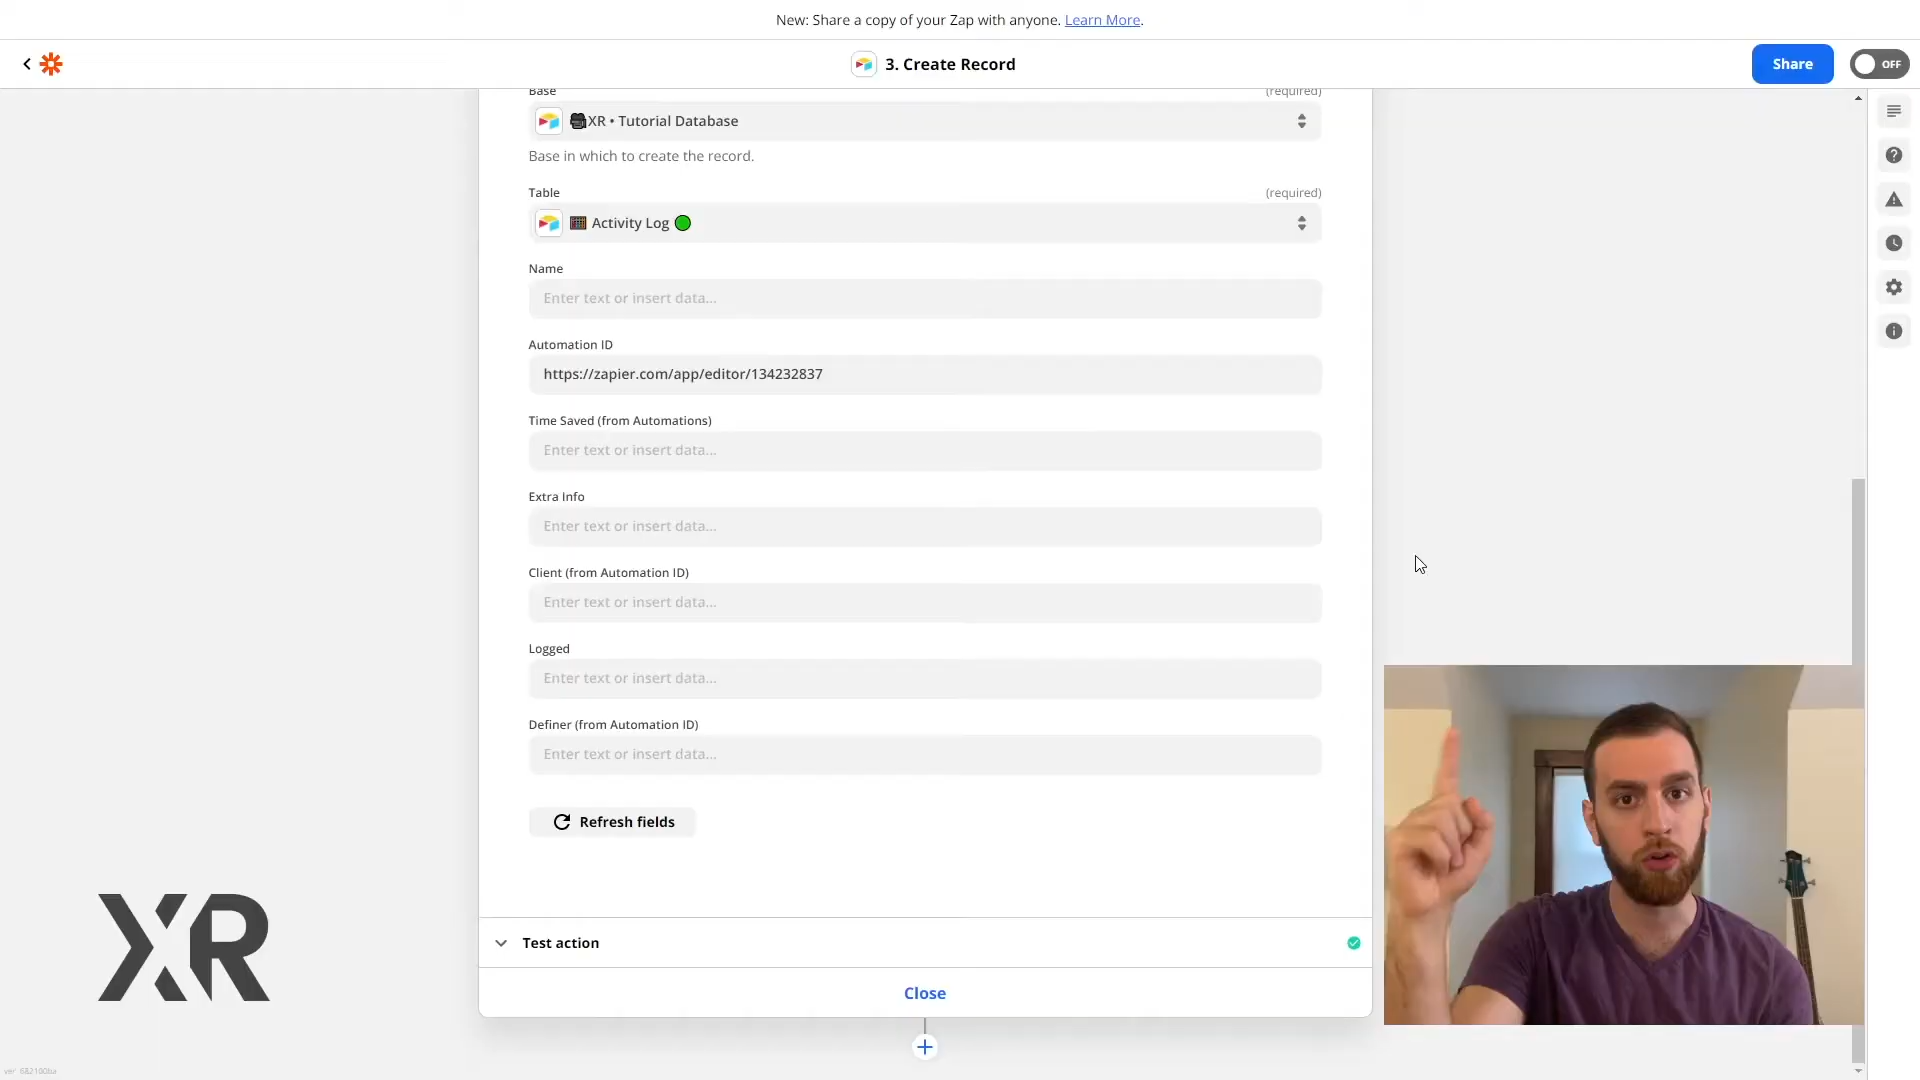 New: Share a copy of your Zap with anyone. Learn More.
3. Create Record
Share
OFF
Base
(required)
XR • Tutorial Database
Base in which to create the record.
Table
(required)
Activity Log
Name
Enter text or insert data...
Automation ID
https://zapier.com/app/editor/134232837
Time Saved (from Automations)
Enter text or insert data...
Extra Info
Enter text or insert data...
Client (from Automation ID)
Enter text or insert data...
Logged
Enter text or insert data...
Definer (from Automation ID)
Enter text or insert data...
Refresh fields
XR
Test action
Close